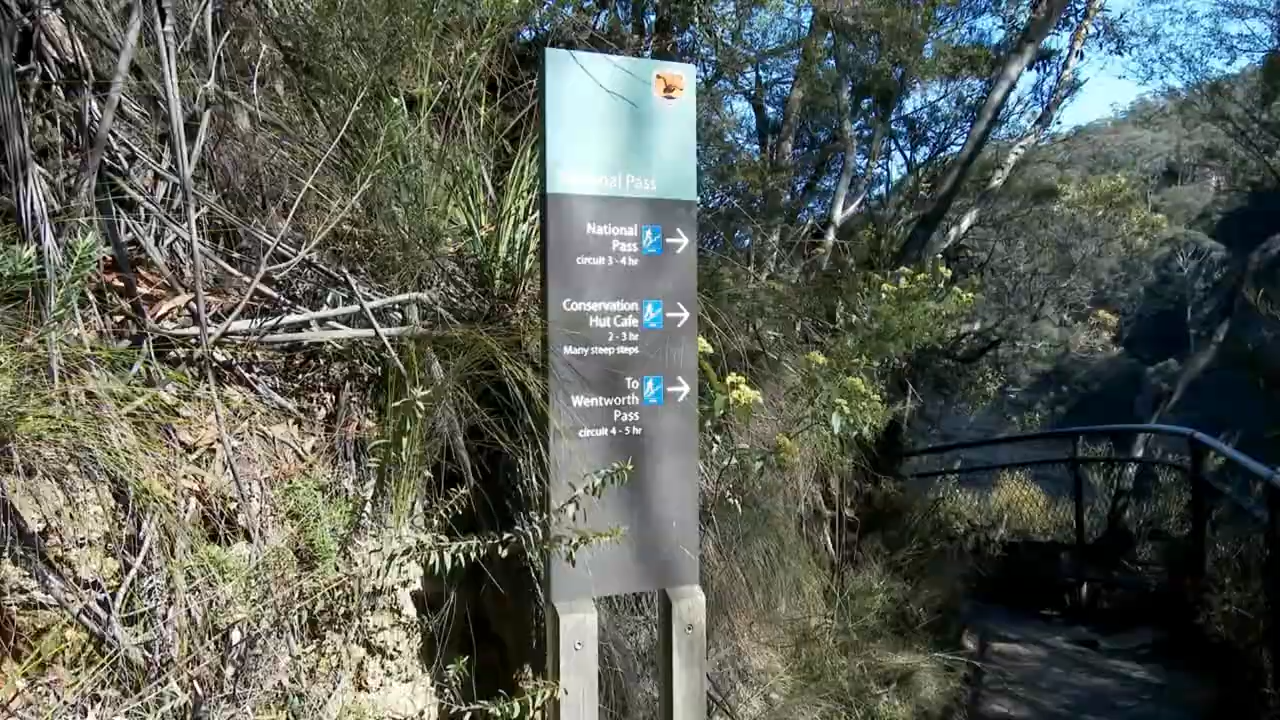 National Pass
National
Pass
circuit 3 - 4 hr
Conservation
Hut Cafe
2 - 3 hr
Many steep steps
To
Wentworth
Pass
circuit 4 - 5 hr